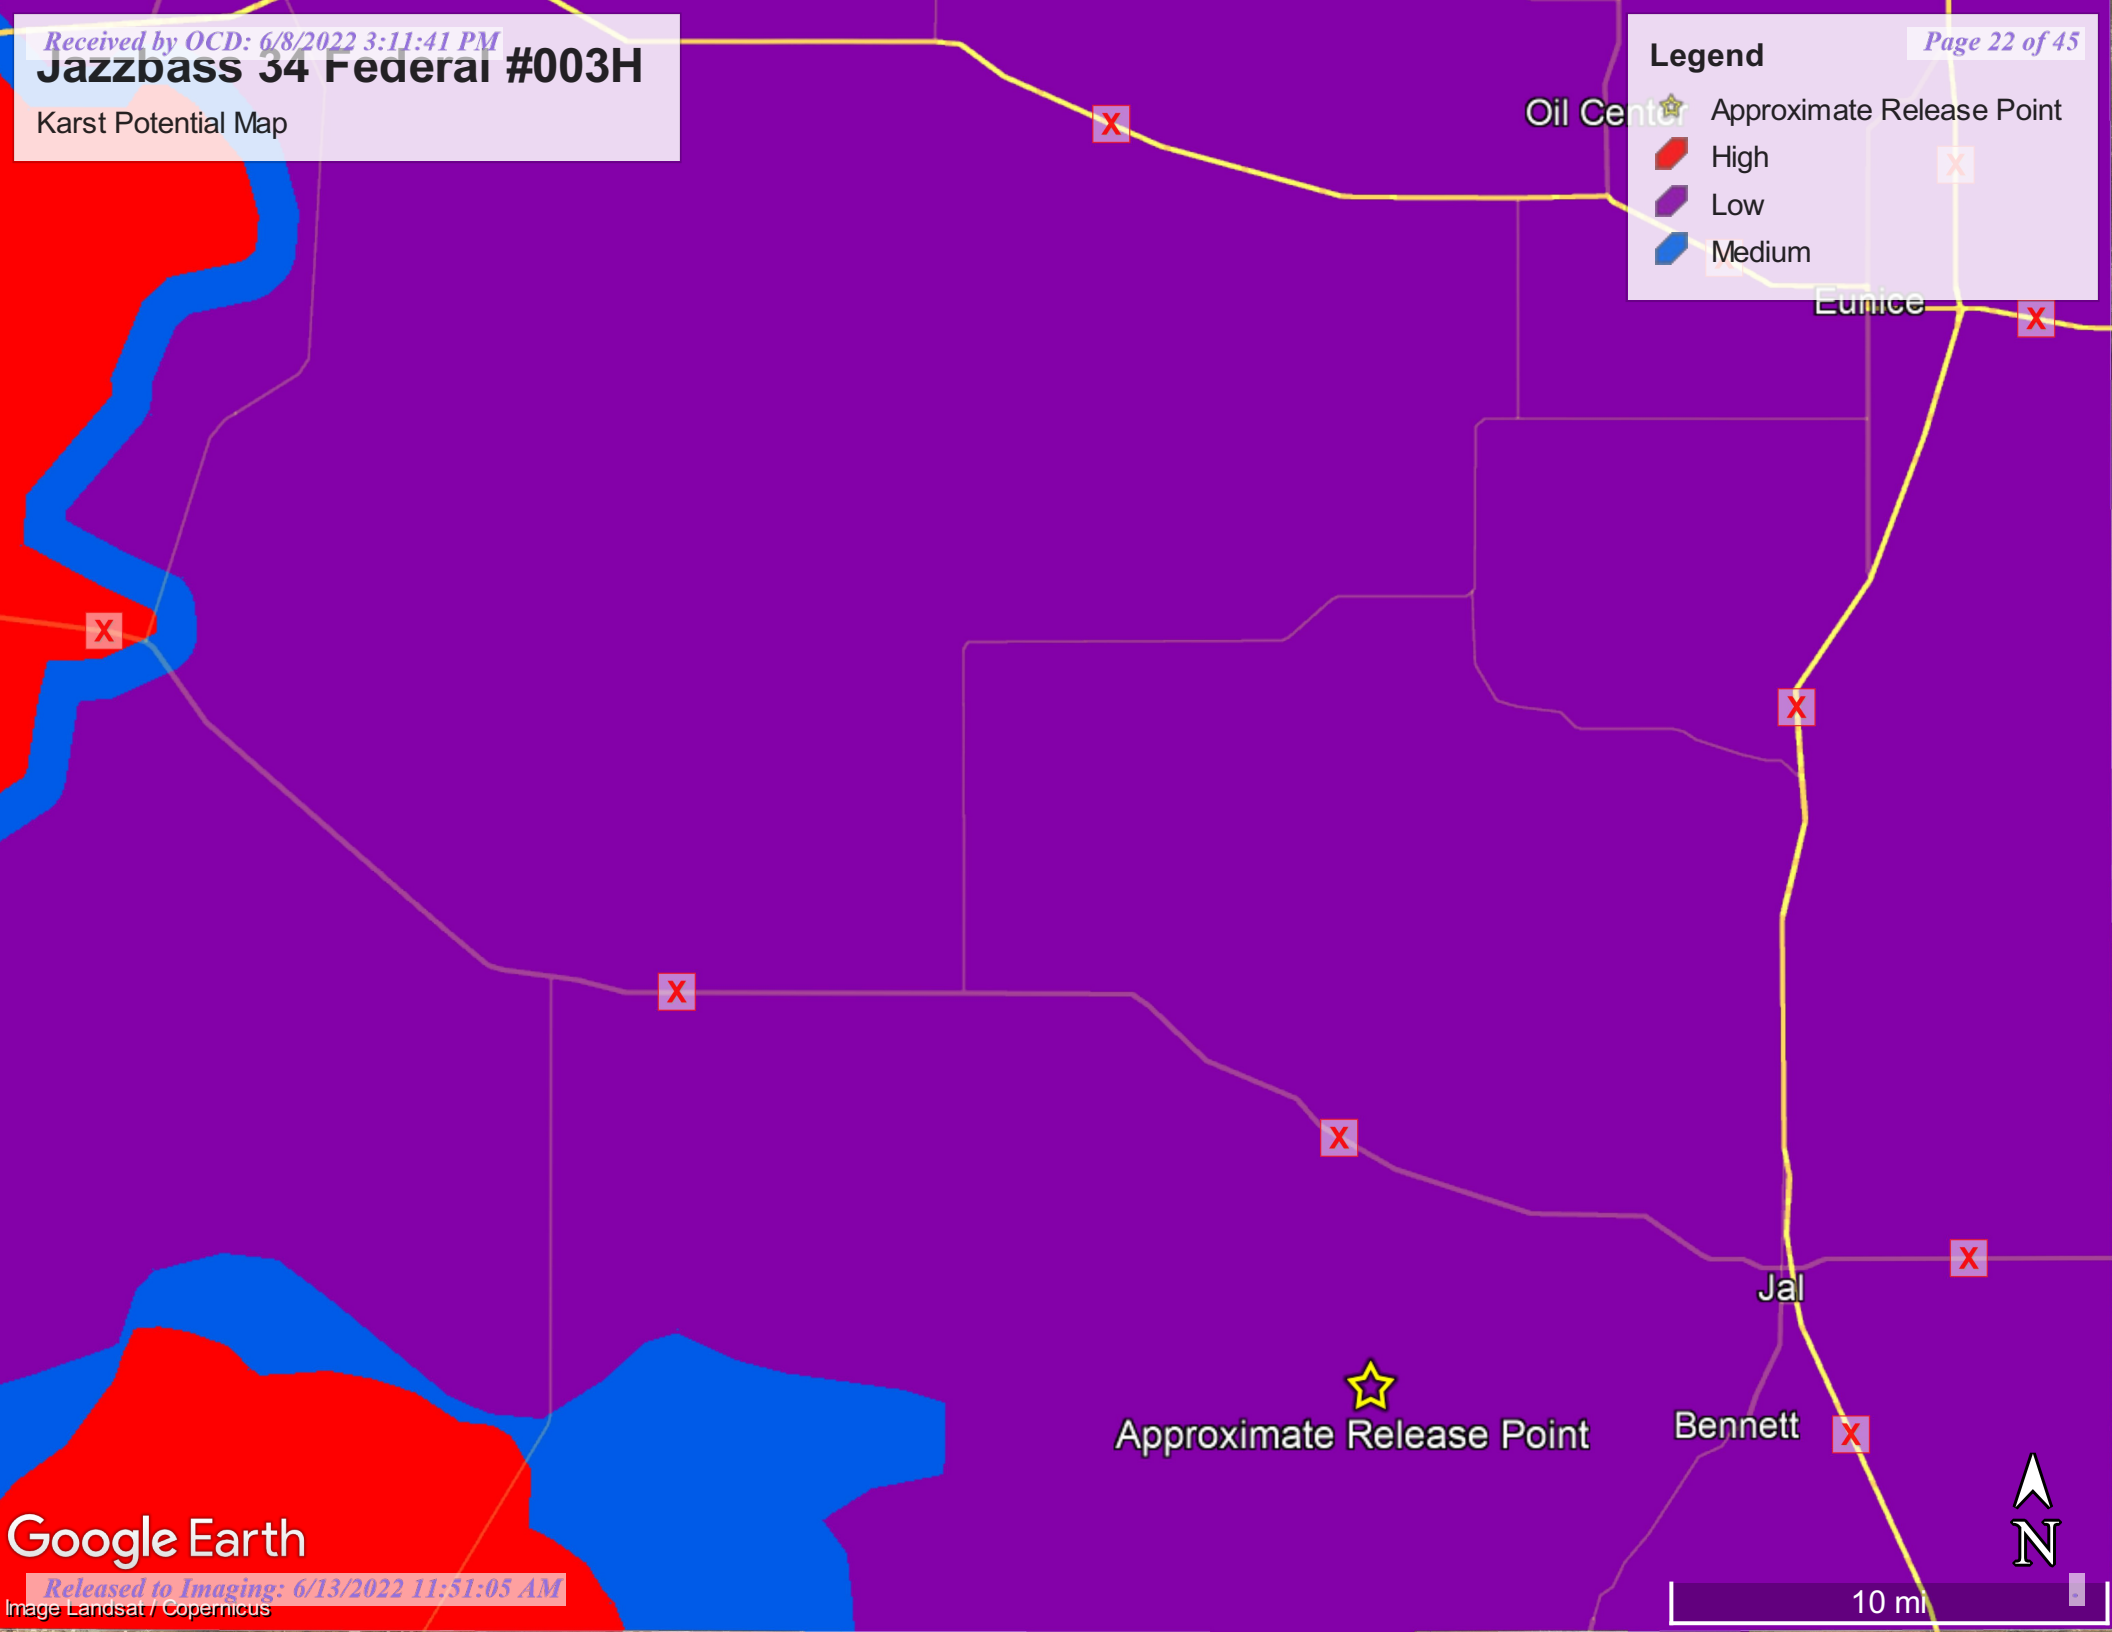 Received by OCD: 6/8/2022 3:11:41 PM
Jazzbass 34 Federal #003H
Karst Potential Map
Page 22 of 45
Legend
Approximate Release Point
High
Low
Medium
Oil Center
X
X
X
Eunice
X
X
X
X
X
X
Jal
Approximate Release Point
Bennett
X
N
Google Earth
Released to Imaging: 6/13/2022 11:51:05 AM
Image Landsat / Copernicus
10 mi